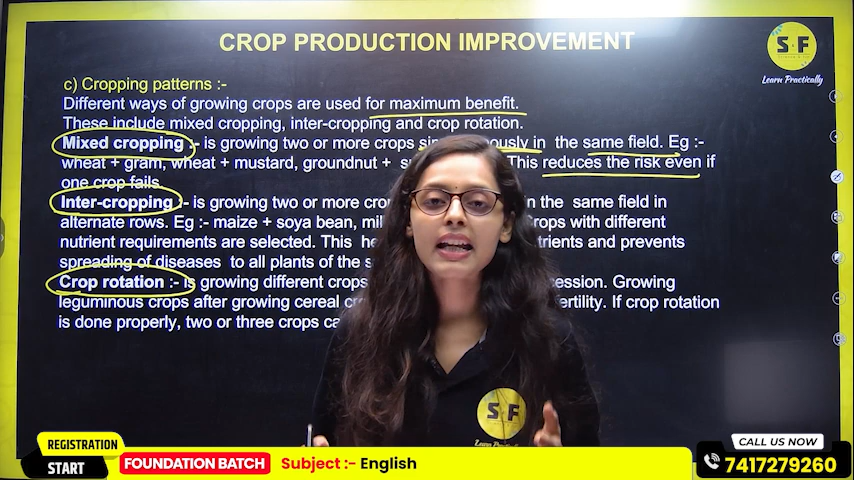 CROP PRODUCTION IMPROVEMENT
S F
Learn Practically
c) Cropping patterns :-
Different ways of growing crops are used for maximum benefit.
These include mixed cropping, inter-cropping and crop rotation.
Mixed cropping :- is growing two or more crops in the same field. Eg :-
wheat + gram, wheat + mustard, groundnut + This reduces the risk even if
one crop fails.
Inter-cropping :- is growing two or more in the same field in
alternate rows. Eg :- maize + soya bean, crops with different
nutrient requirements are selected. This and prevents
spreading of diseases to all plants of the
Crop rotation :- is growing different crops Growing
leguminous crops after growing cereal fertility. If crop rotation
is done properly, two or three crops
S F
Learn Practically
REGISTRATION
START
FOUNDATION BATCH
Subject :- English
CALL US NOW
7417279260